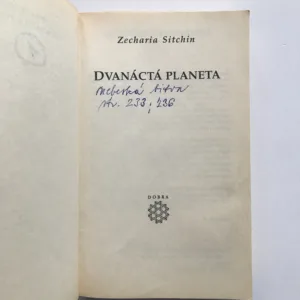 Zecharia Sitchin
DVANÁCTÁ PLANETA
nebeská bitva
str. 233, 236
DOBRA